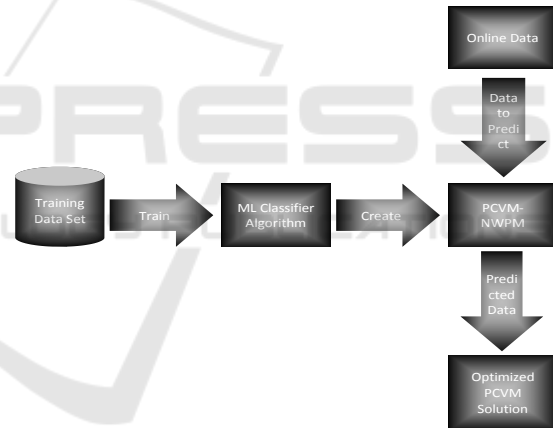 Online Data
Data
to
Predi
ct
Training
Data Set
Train
ML Classifier
Algorithm
Create
PCVM-
NWPM
Predi
cted
Data
Optimized
PCVM
Solution
PRESS